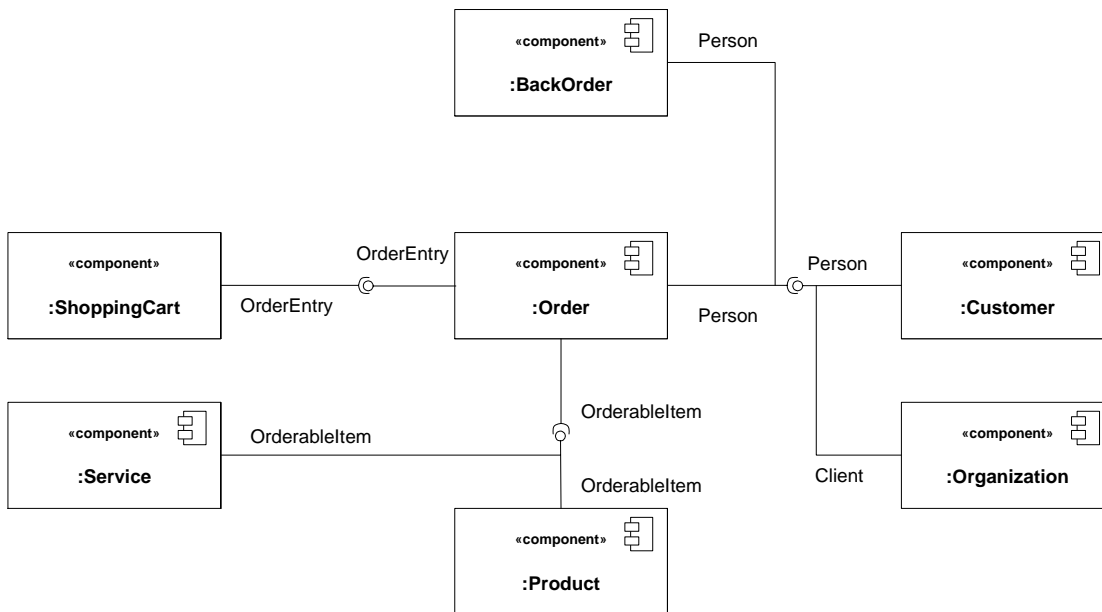 «component»
Person
:BackOrder
«component»
:ShoppingCart
OrderEntry
OrderEntry
«component»
:Order
Person
Person
«component»
:Customer
«component»
:Service
OrderableItem
OrderableItem
OrderableItem
Client
«component»
:Organization
«component»
:Product